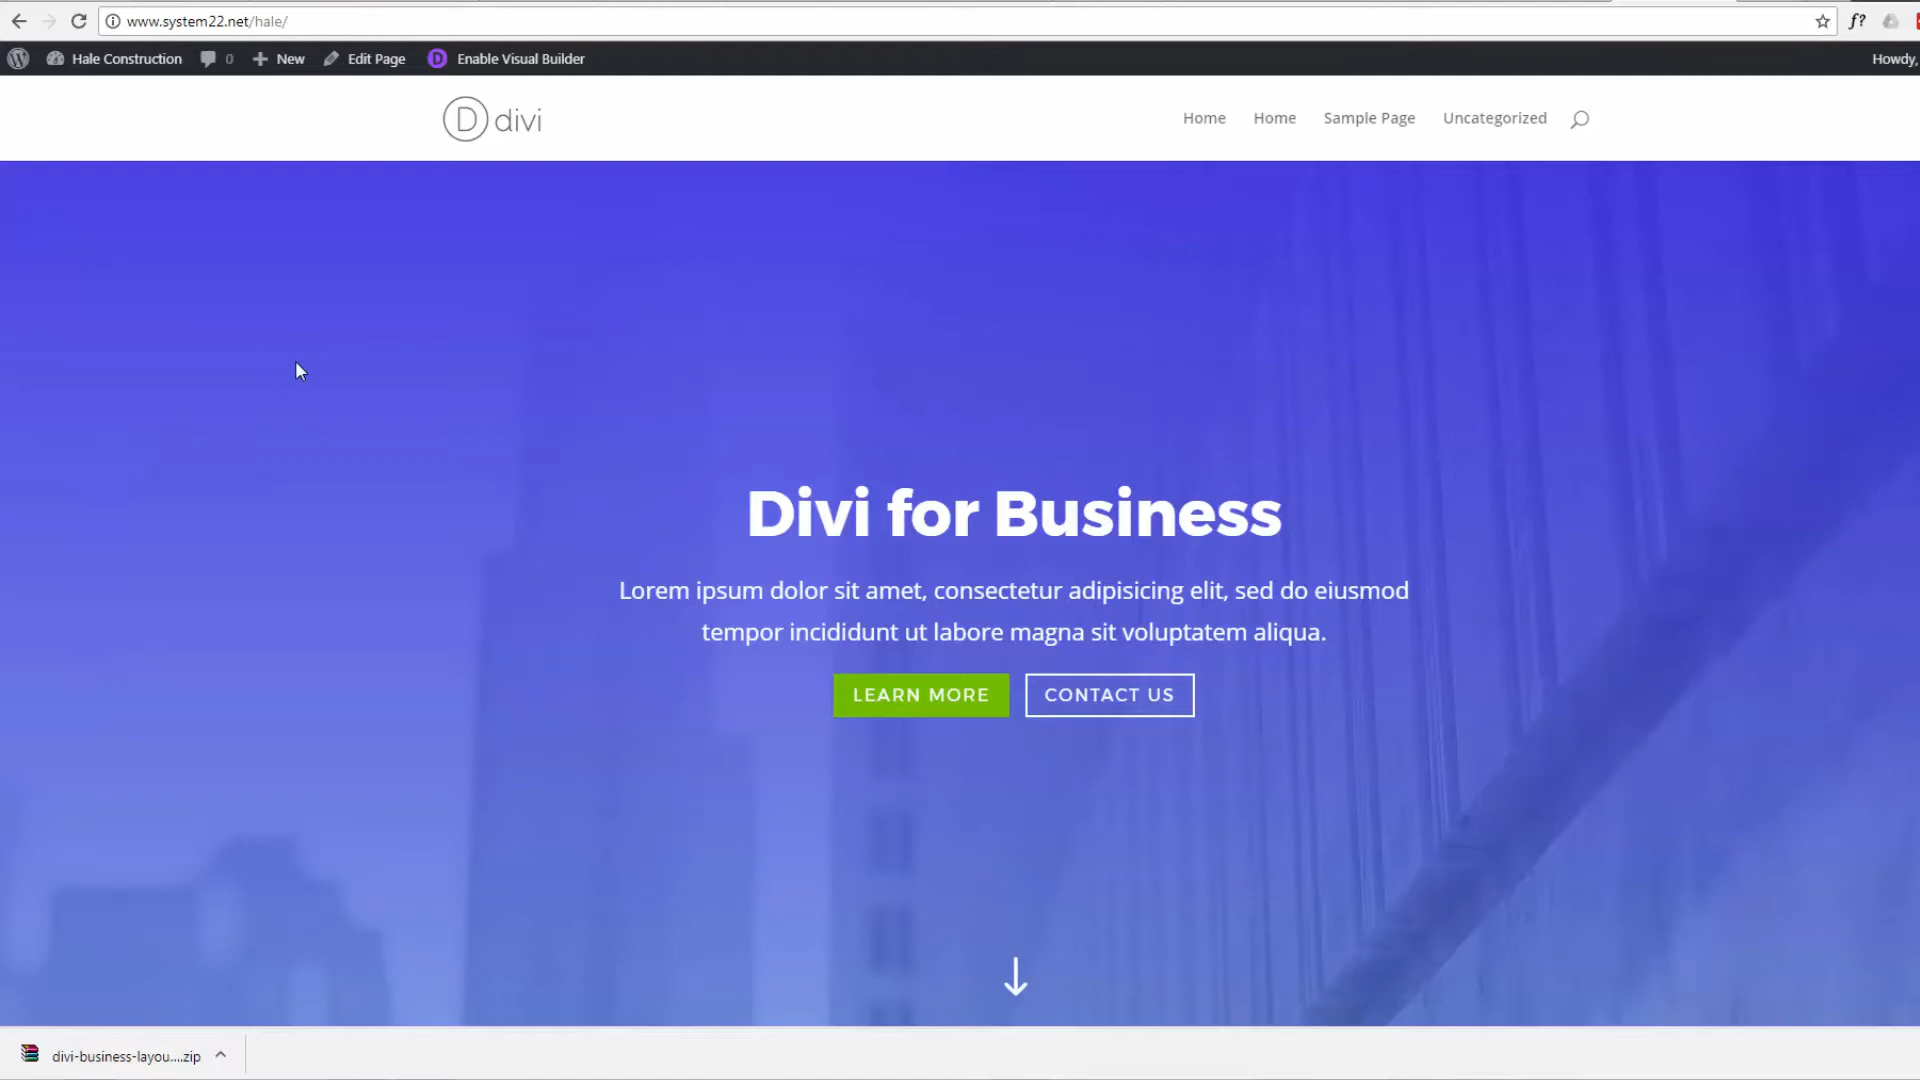 www.system22.net/hale/
f?
Hale Construction 0 New Edit Page D Enable Visual Builder Howdy,
D divi Home Home Sample Page Uncategorized
Divi for Business
Lorem ipsum dolor sit amet, consectetur adipisicing elit, sed do eiusmod
tempor incididunt ut labore magna sit voluptatem aliqua.
LEARN MORE CONTACT US
divi-business-layou....zip